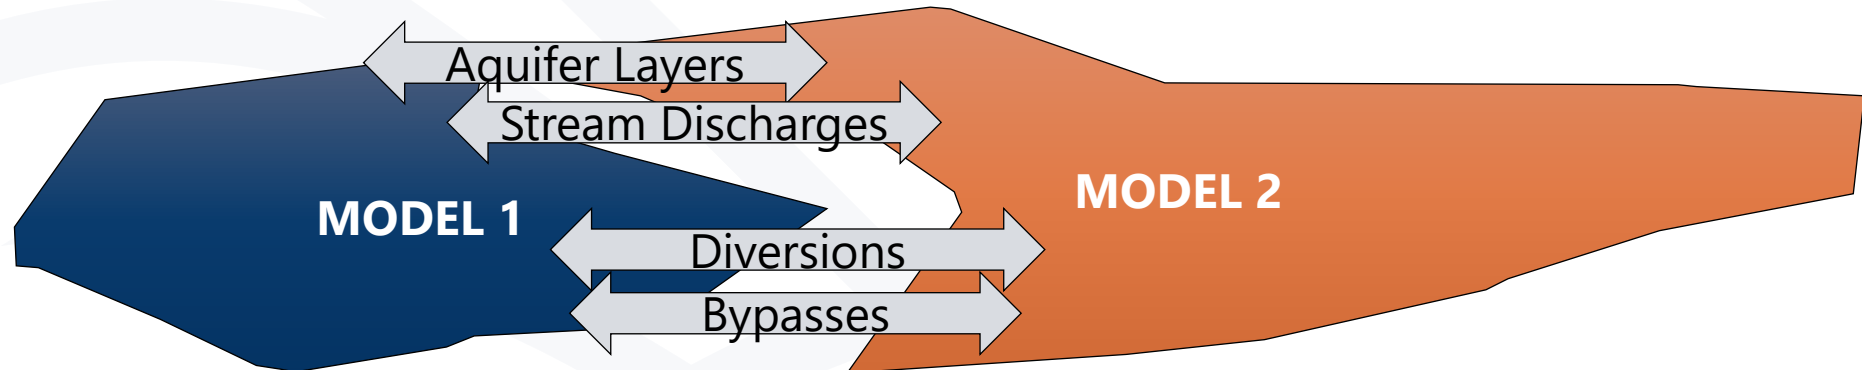 Aquifer Layers
Stream Discharges
MODEL 1
MODEL 2
Diversions
Bypasses